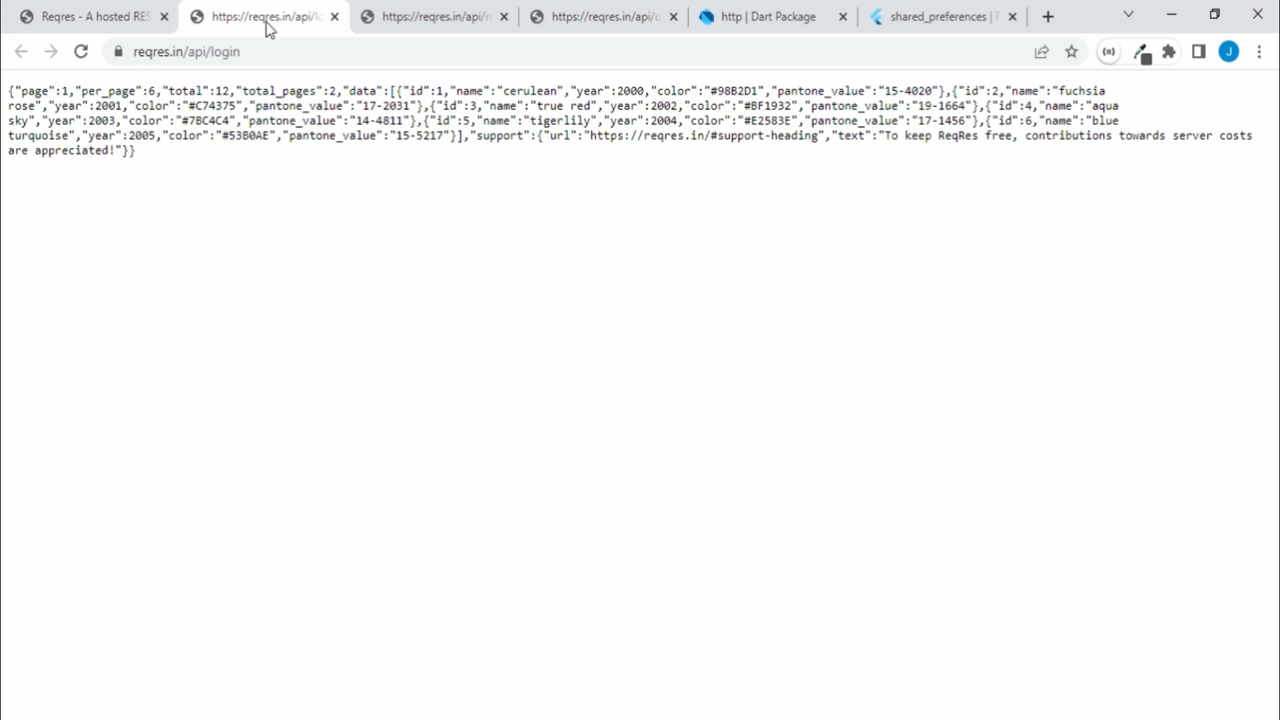 Reqres - A hosted RES
https://reqres.in/api/lo
https://reqres.in/api/r
https://reqres.in/api/u
http | Dart Package
shared_preferences | F
reqres.in/api/login
J
{"page":1,"per_page":6,"total":12,"total_pages":2,"data":[{"id":1,"name":"cerulean","year":2000,"color":"#98B2D1","pantone_value":"15-4020"},{"id":2,"name":"fuchsia
rose","year":2001,"color":"#C74375","pantone_value":"17-2031"},{"id":3,"name":"true red","year":2002,"color":"#BF1932","pantone_value":"19-1664"},{"id":4,"name":"aqua
sky","year":2003,"color":"#7BC4C4","pantone_value":"14-4811"},{"id":5,"name":"tigerlily","year":2004,"color":"#E2583E","pantone_value":"17-1456"},{"id":6,"name":"blue
turquoise","year":2005,"color":"#53B0AE","pantone_value":"15-5217"}],"support":{"url":"https://reqres.in/#support-heading","text":"To keep ReqRes free, contributions towards server costs
are appreciated!"}}